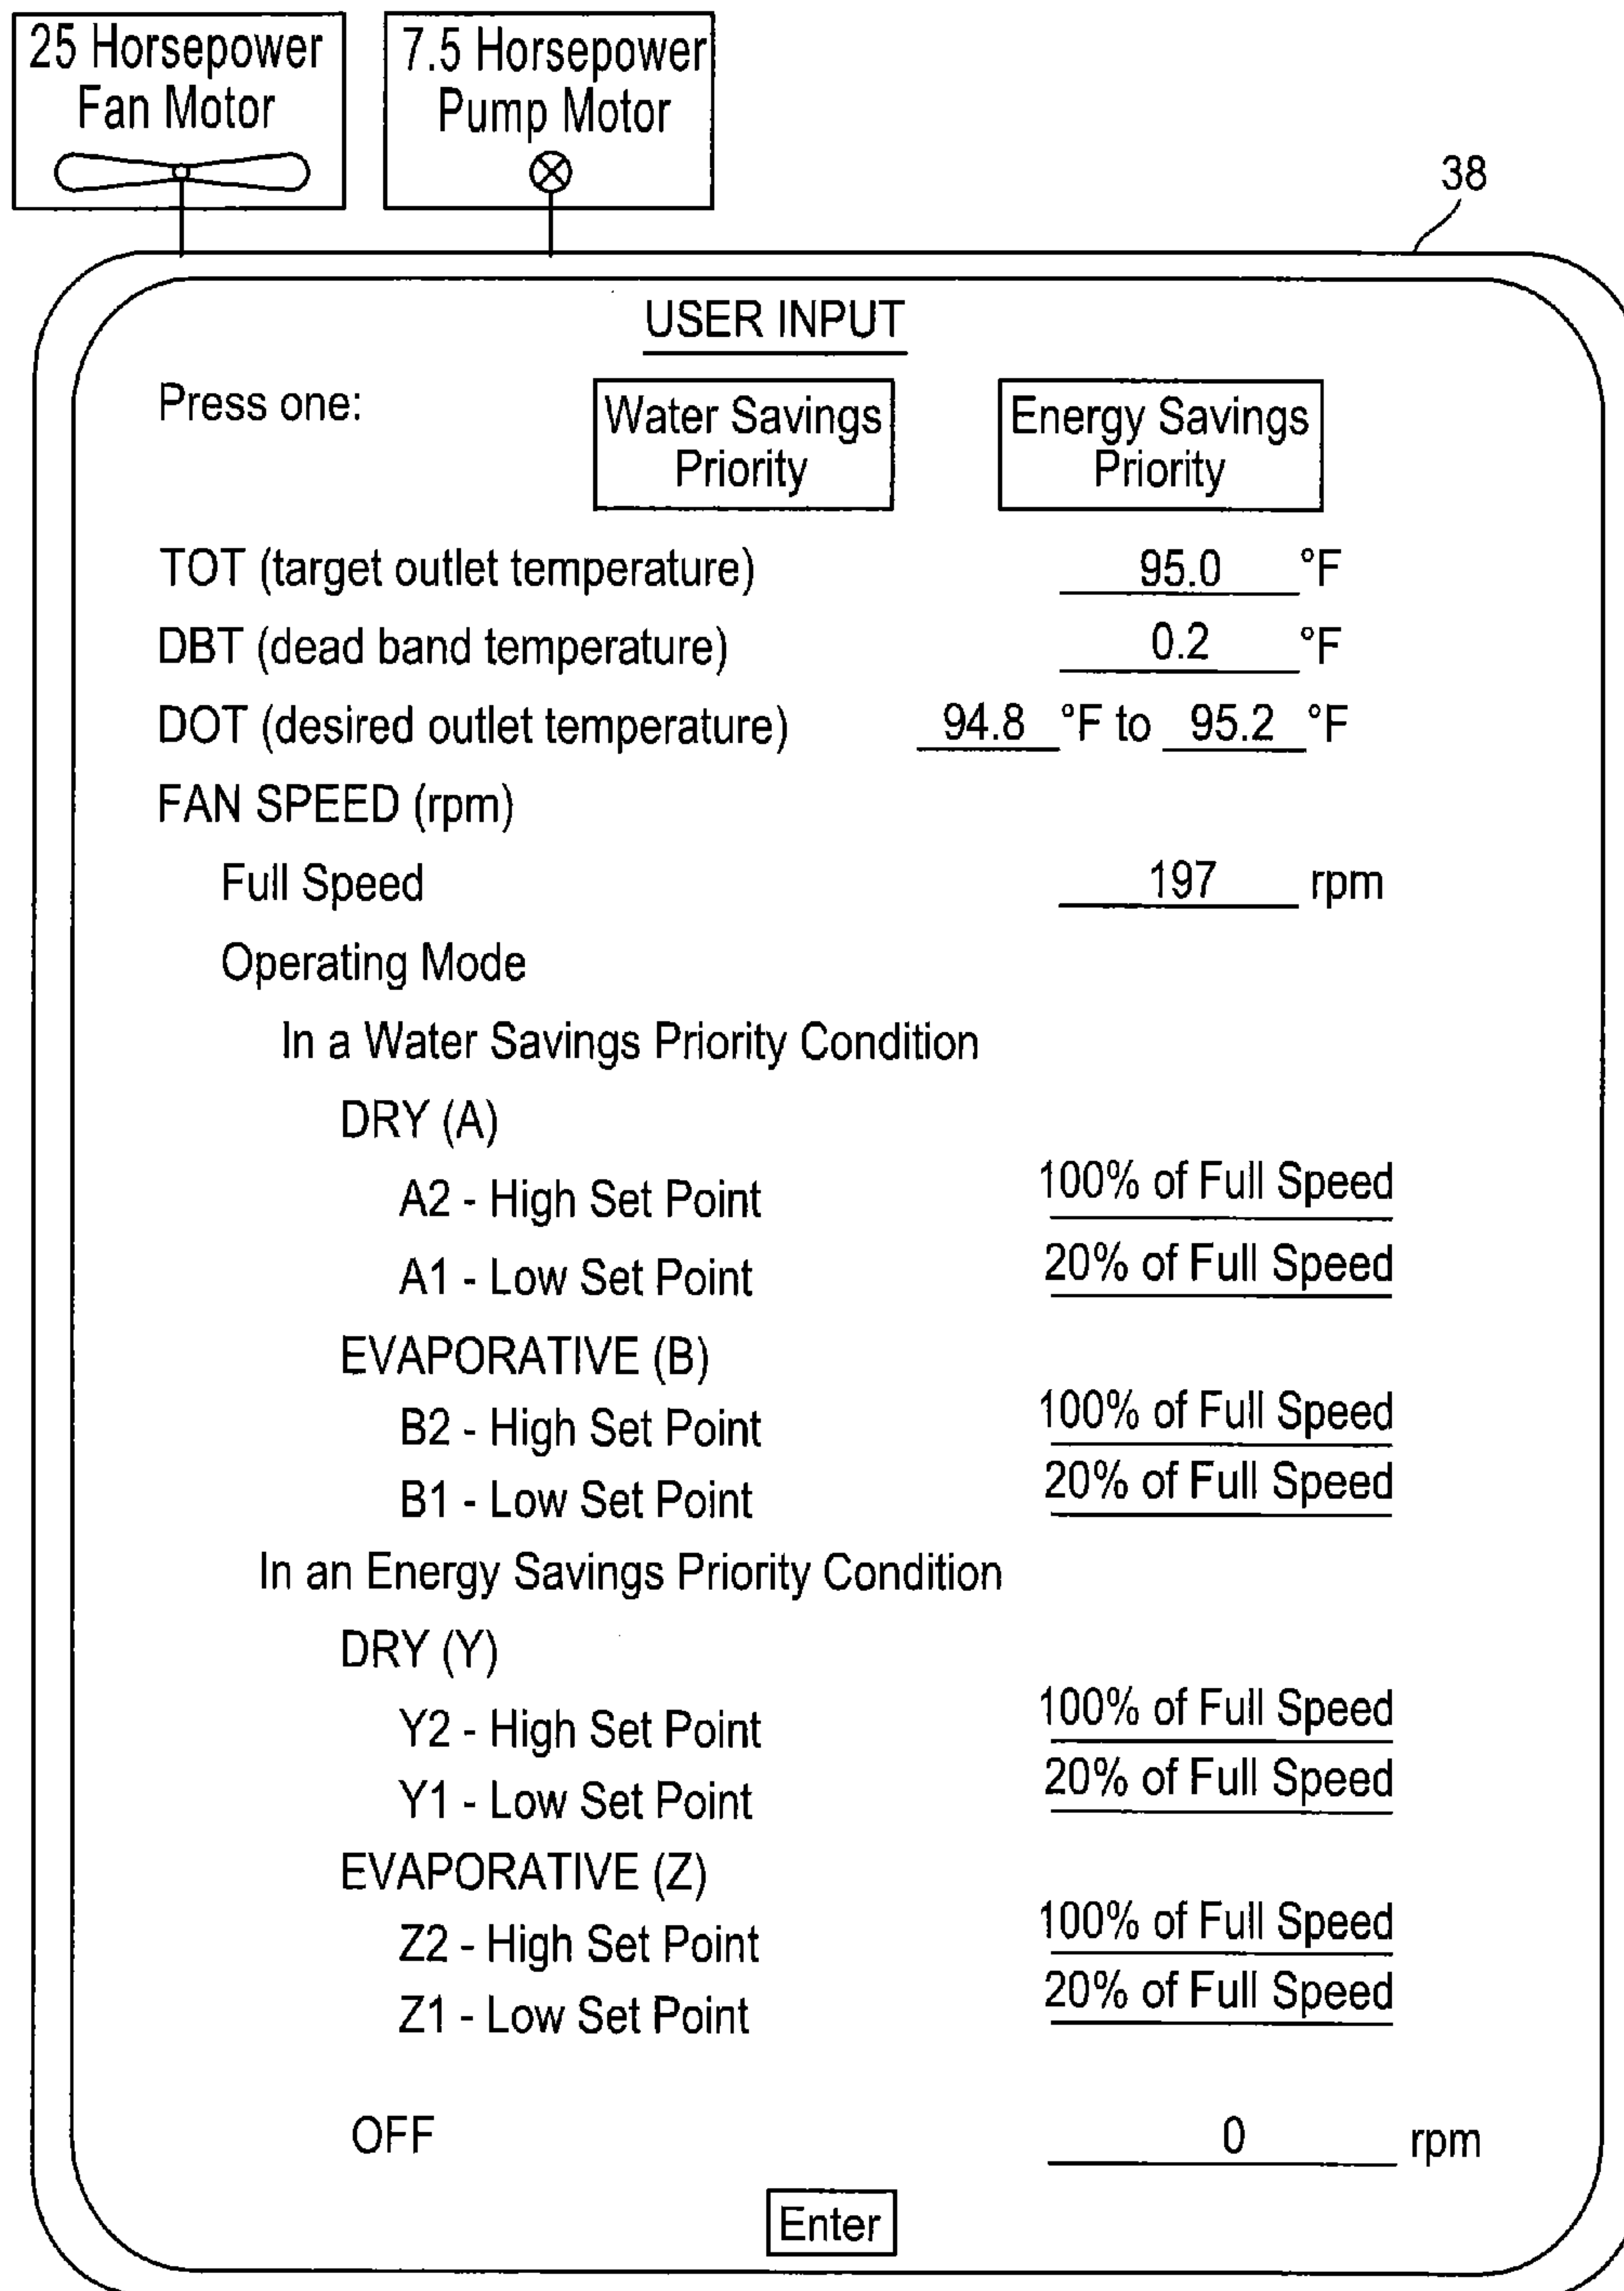 25 Horsepower
Fan Motor
7.5 Horsepower
Pump Motor
38
USER INPUT
Press one:
Water Savings
Priority
Energy Savings
Priority
TOT (target outlet temperature) 95.0 °F
DBT (dead band temperature) 0.2 °F
DOT (desired outlet temperature) 94.8 °F to 95.2 °F
FAN SPEED (rpm)
Full Speed 197 rpm
Operating Mode
In a Water Savings Priority Condition
DRY (A)
A2 - High Set Point 100% of Full Speed
A1 - Low Set Point 20% of Full Speed
EVAPORATIVE (B)
B2 - High Set Point 100% of Full Speed
B1 - Low Set Point 20% of Full Speed
In an Energy Savings Priority Condition
DRY (Y)
Y2 - High Set Point 100% of Full Speed
Y1 - Low Set Point 20% of Full Speed
EVAPORATIVE (Z)
Z2 - High Set Point 100% of Full Speed
Z1 - Low Set Point 20% of Full Speed
OFF 0 rpm
Enter